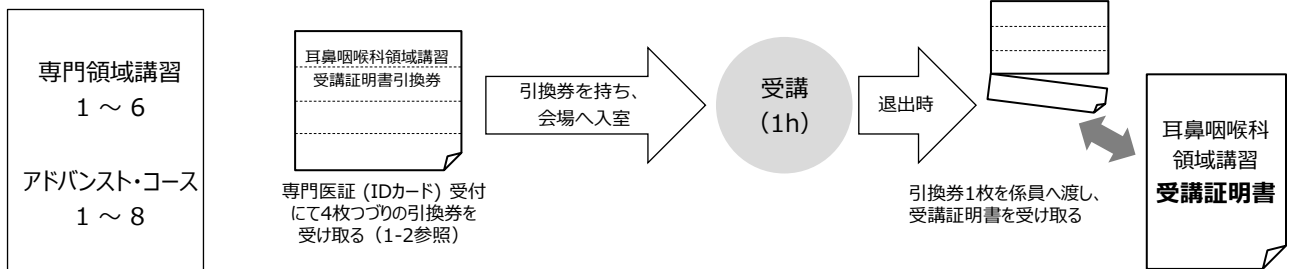 専門領域講習
1 ～ 6
アドバンスト・コース
1 ～ 8
耳鼻咽喉科領域講習
受講証明書引換券
専門医証 (IDカード) 受付
にて4枚つづりの引換券を
受け取る（1-2参照）
引換券を持ち、
会場へ入室
受講
（1h）
退出時
引換券1枚を係員へ渡し、
受講証明書を受け取る
耳鼻咽喉科
領域講習
受講証明書